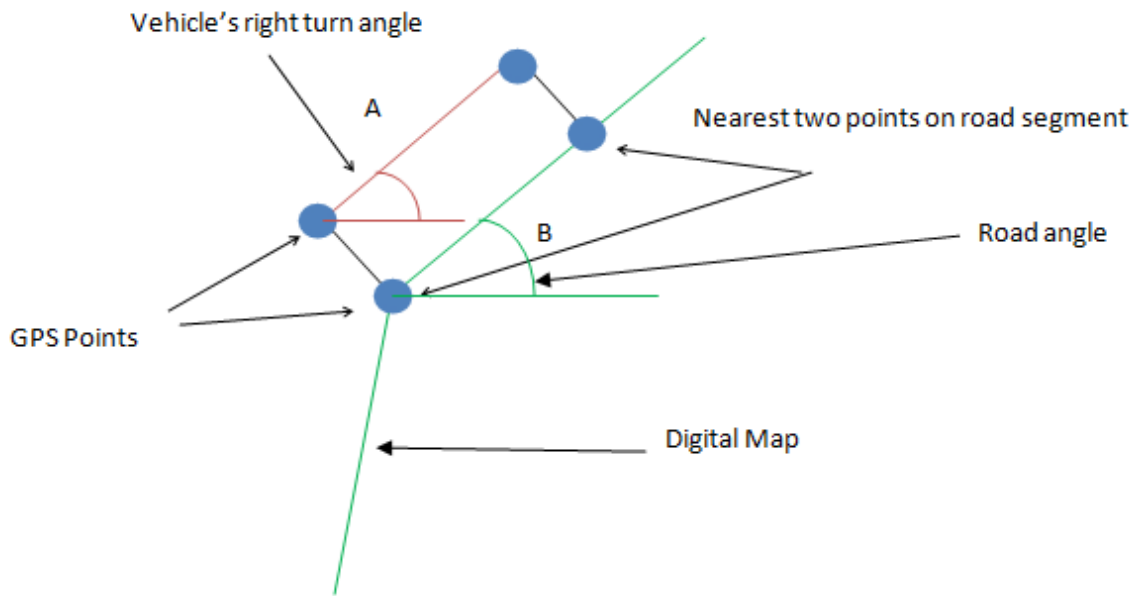 Vehicle's right turn angle
A
Nearest two points on road segment
B
Road angle
GPS Points
Digital Map